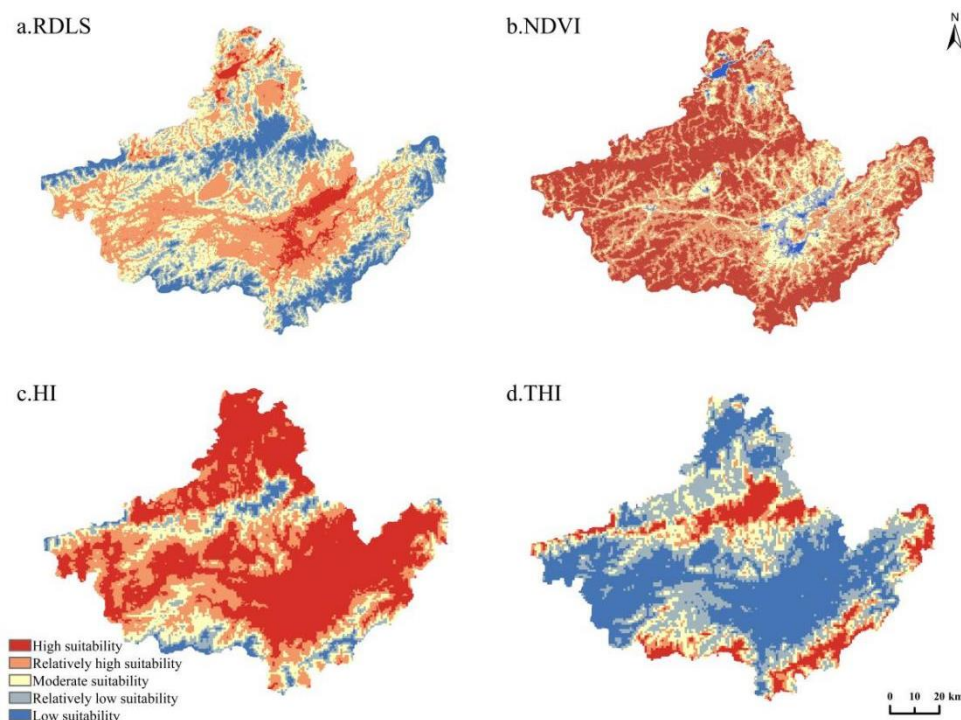 a.RDLS
b.NDVI
N
c.HI
d.THI
High suitability
Relatively high suitability
Moderate suitability
Relatively low suitability
Low suitability
0 10 20 km